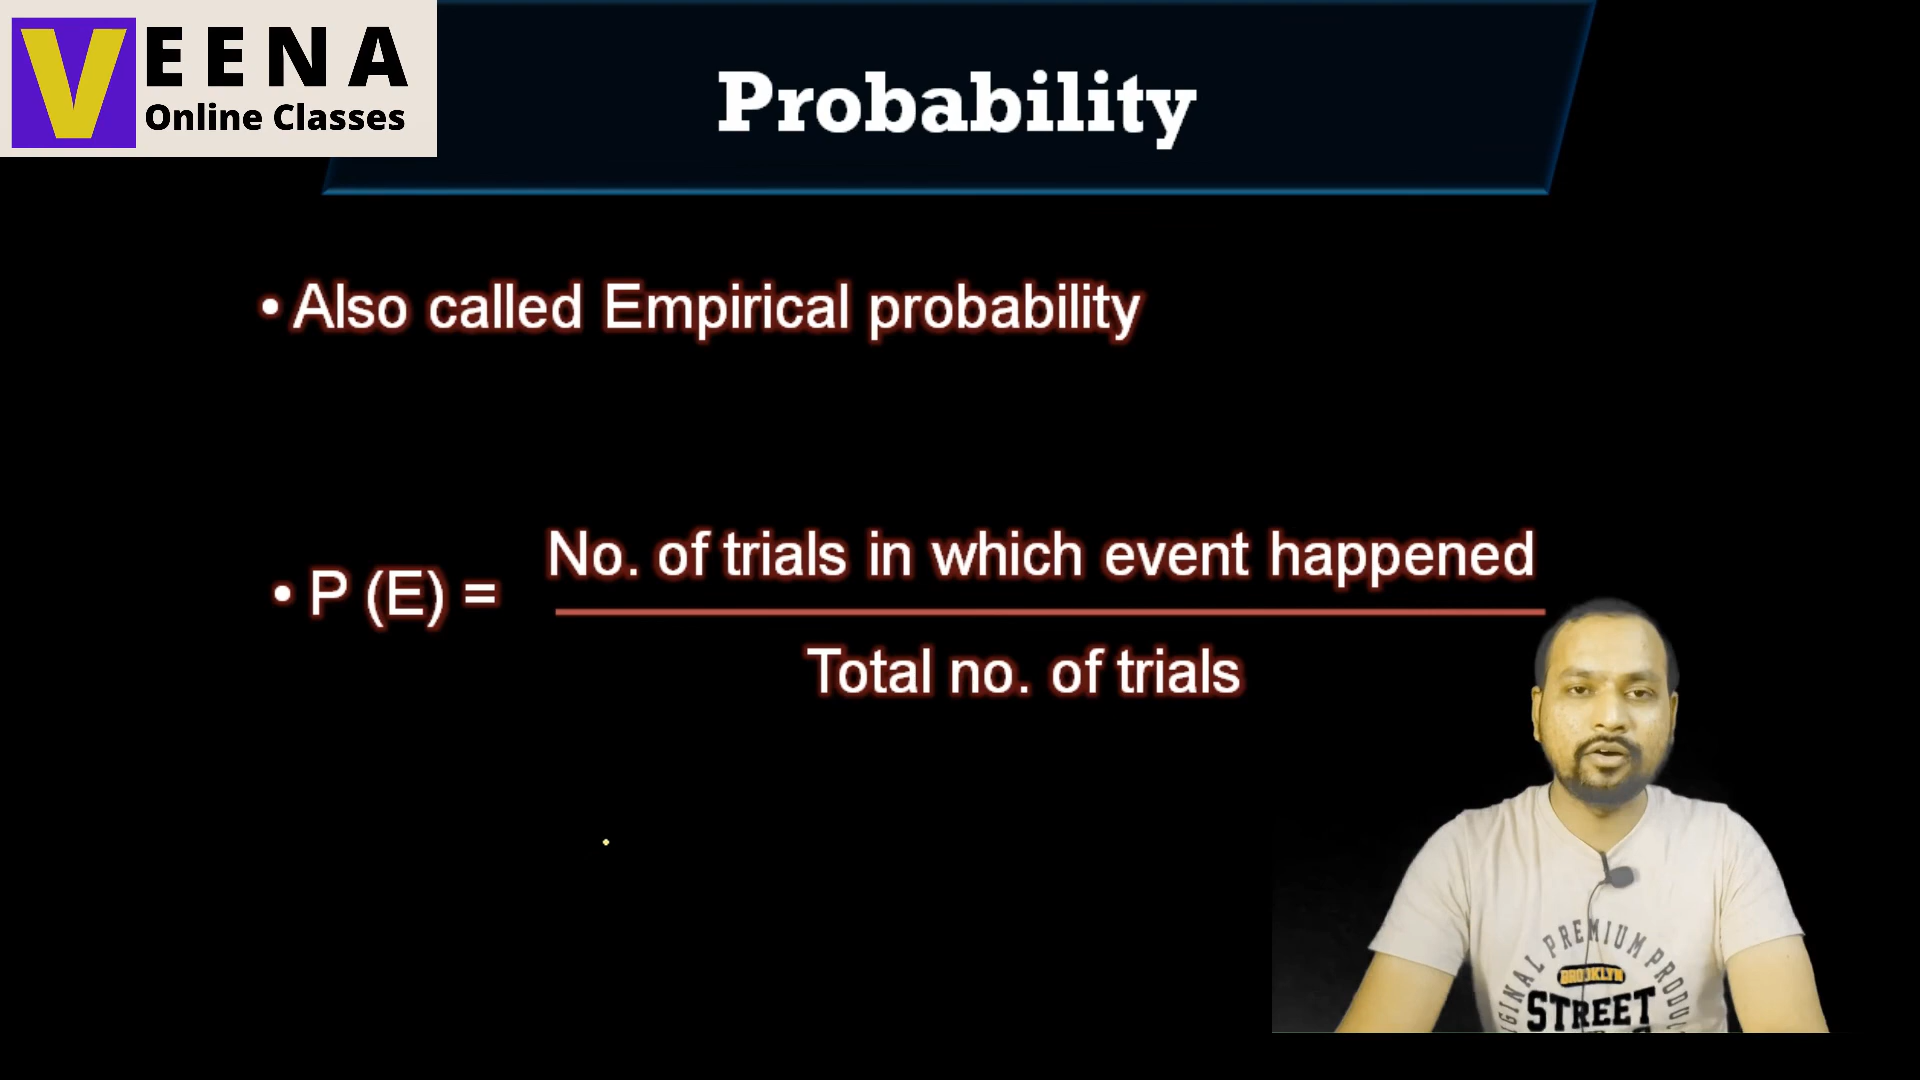 VEENA
Online Classes
Probability
• Also called Empirical probability
No. of trials in which event happened
• P (E) =
Total no. of trials
PREMIUM
BROOKLYN
STREET